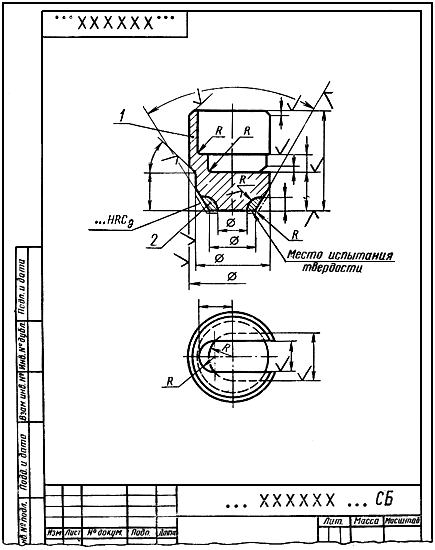 ...XXXXXX...
1
R
R
R
...HRCэ
2
Ø
Ø
Ø
Ø
R
Место испытания
твердости
R
R
Подп. и дата
Взам инв. № Инв. № дубл.
Подп. и дата
Инв. № подл.
... XXXXXX ... СБ
Изм Лист № докум. Подп. Дата
Лит. Масса Масштаб